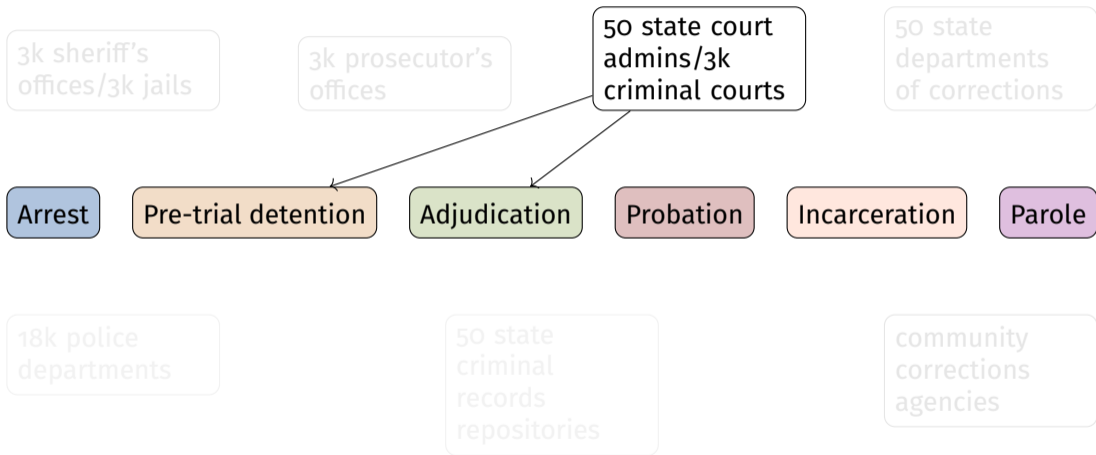 3k sheriff's
offices/3k jails
3k prosecutor's
offices
50 state court
admins/3k
criminal courts
50 state
departments
of corrections
Arrest
Pre-trial detention
Adjudication
Probation
Incarceration
Parole
18k police
departments
50 state
criminal
records
repositories
community
corrections
agencies